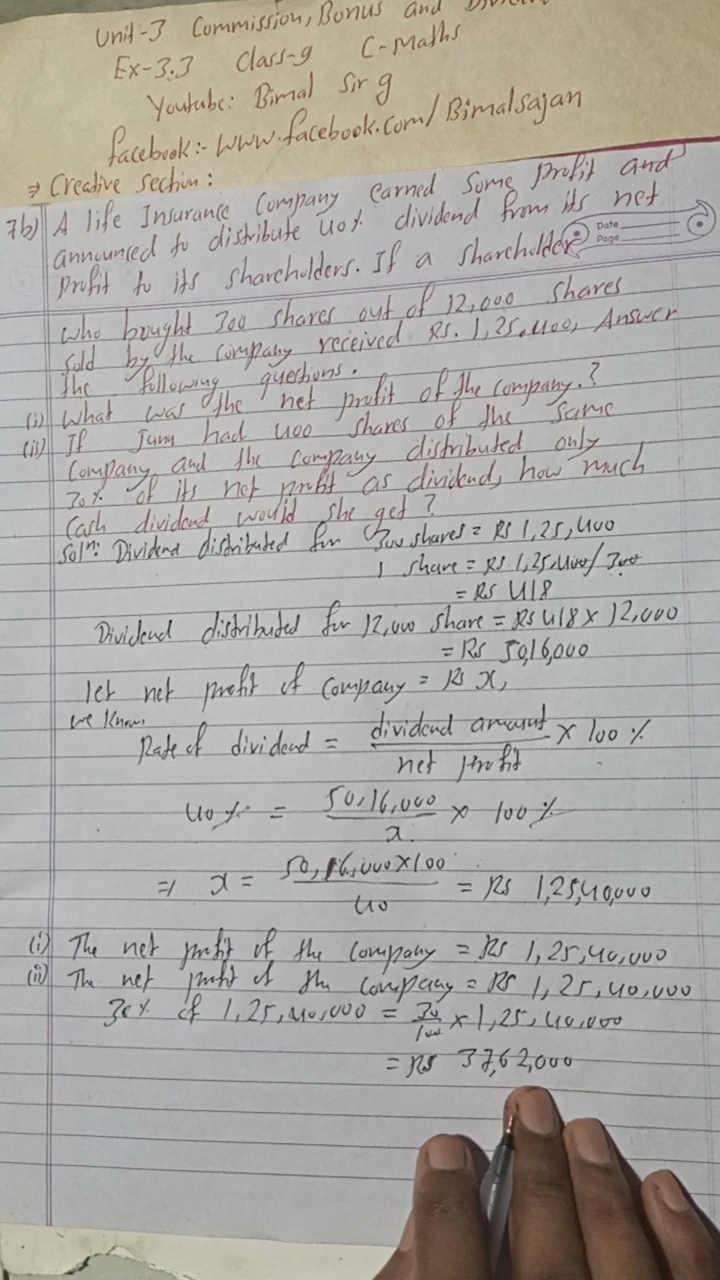 Unit-3 Commission, Bonus and
Ex-3.3 Class-9 C-Maths
Youtube: Bimal Sir g
facebook:- www.facebook.com/Bimalsajan
⇒ Creative section:
7b) A life Insurance Company earned some profit and
announced to distribute 40% dividend from its net
Date
Page
profit to its shareholders. If a shareholder
who bought 300 shares out of 12,000 shares
sold by the company received Rs. 1,25,400, Answer
the following questions.
(i) What was the net profit of the company.?
(ii) If had 400 shares of the same
company and the company distributed only
30% of its net profit as dividend, how much
cash dividend would she get?
Solⁿ: Dividend distributed for 300 shares = Rs 1,25,400
1 share = Rs 1,25,400/300
= Rs 418
Dividend distributed for 12,000 share = Rs 418 × 12,000
= Rs 50,16,000
let net profit of company = Rs x,
we know
Rate of dividend = dividend amount / net profit × 100%
40% = 50,16,000 / x × 100%
⇒ x = 50,16,000×100 / 40 = Rs 1,25,40,000
(i) The net profit of the company = Rs 1,25,40,000
(ii) The net profit of the company = Rs 1,25,40,000
30% of 1,25,40,000 = 30/100 × 1,25,40,000
= Rs 37,62,000